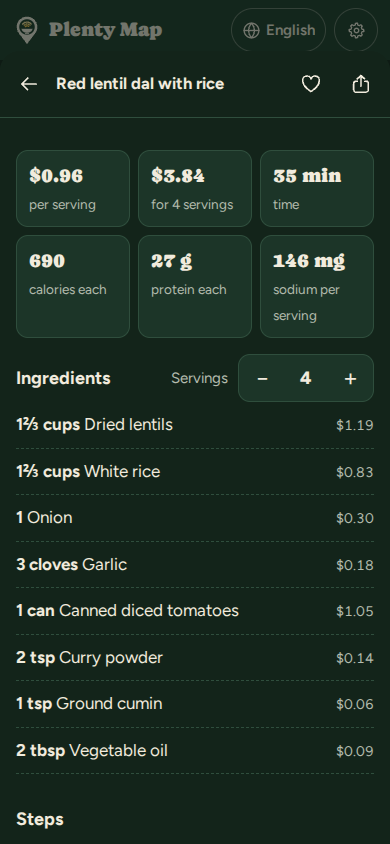 Plenty Map
English
Red lentil dal with rice
$0.96
per serving
$3.84
for 4 servings
35 min
time
690
calories each
27 g
protein each
146 mg
sodium per
serving
Ingredients
Servings
− 4 +
1⅔ cups Dried lentils $1.19
1⅔ cups White rice $0.83
1 Onion $0.30
3 cloves Garlic $0.18
1 can Canned diced tomatoes $1.05
2 tsp Curry powder $0.14
1 tsp Ground cumin $0.06
2 tbsp Vegetable oil $0.09
Steps